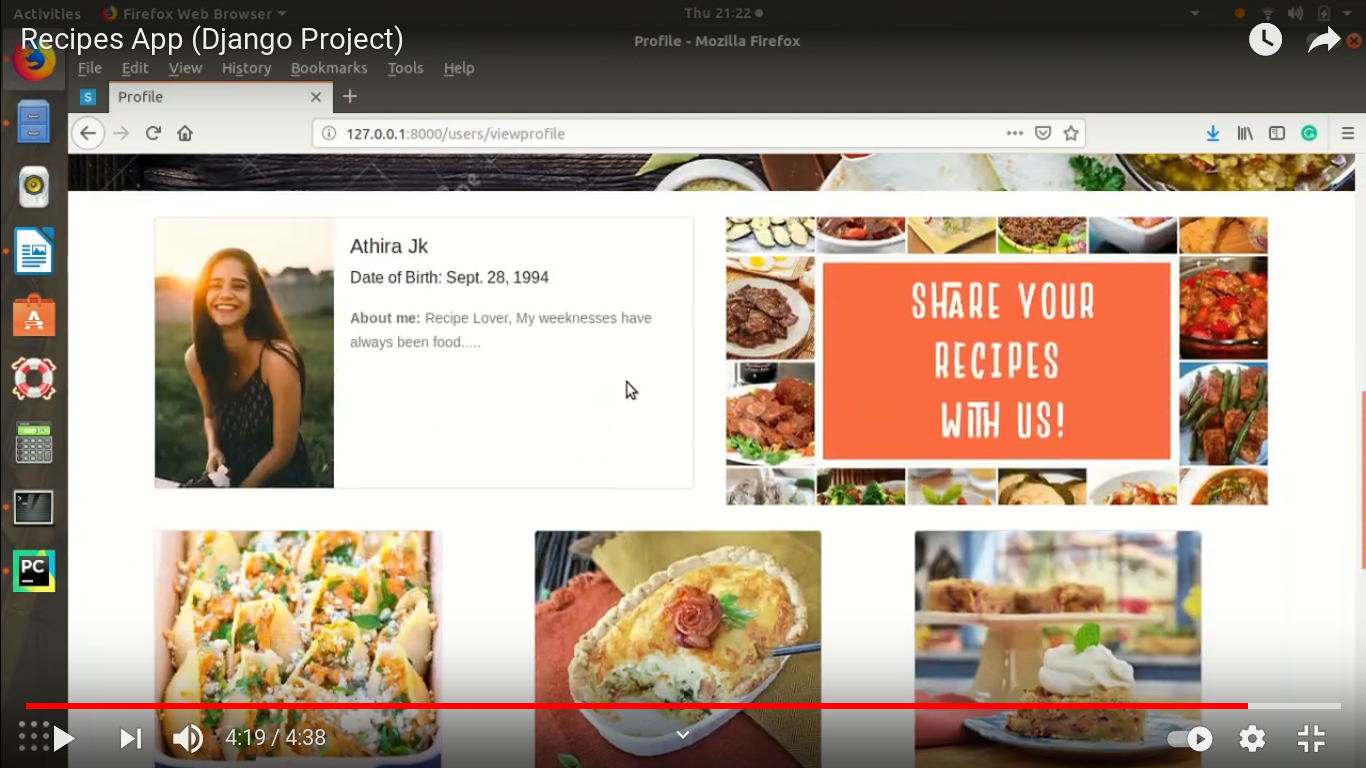 Activities
Firefox Web Browser
Thu 21:22
Recipes App (Django Project)
Profile - Mozilla Firefox
File Edit View History Bookmarks Tools Help
S
Profile
127.0.0.1:8000/users/viewprofile
Athira Jk
Date of Birth: Sept. 28, 1994
About me: Recipe Lover, My weeknesses have
always been food.....
SHARE YOUR
RECIPES
WITH US!
PC
4:19 / 4:38